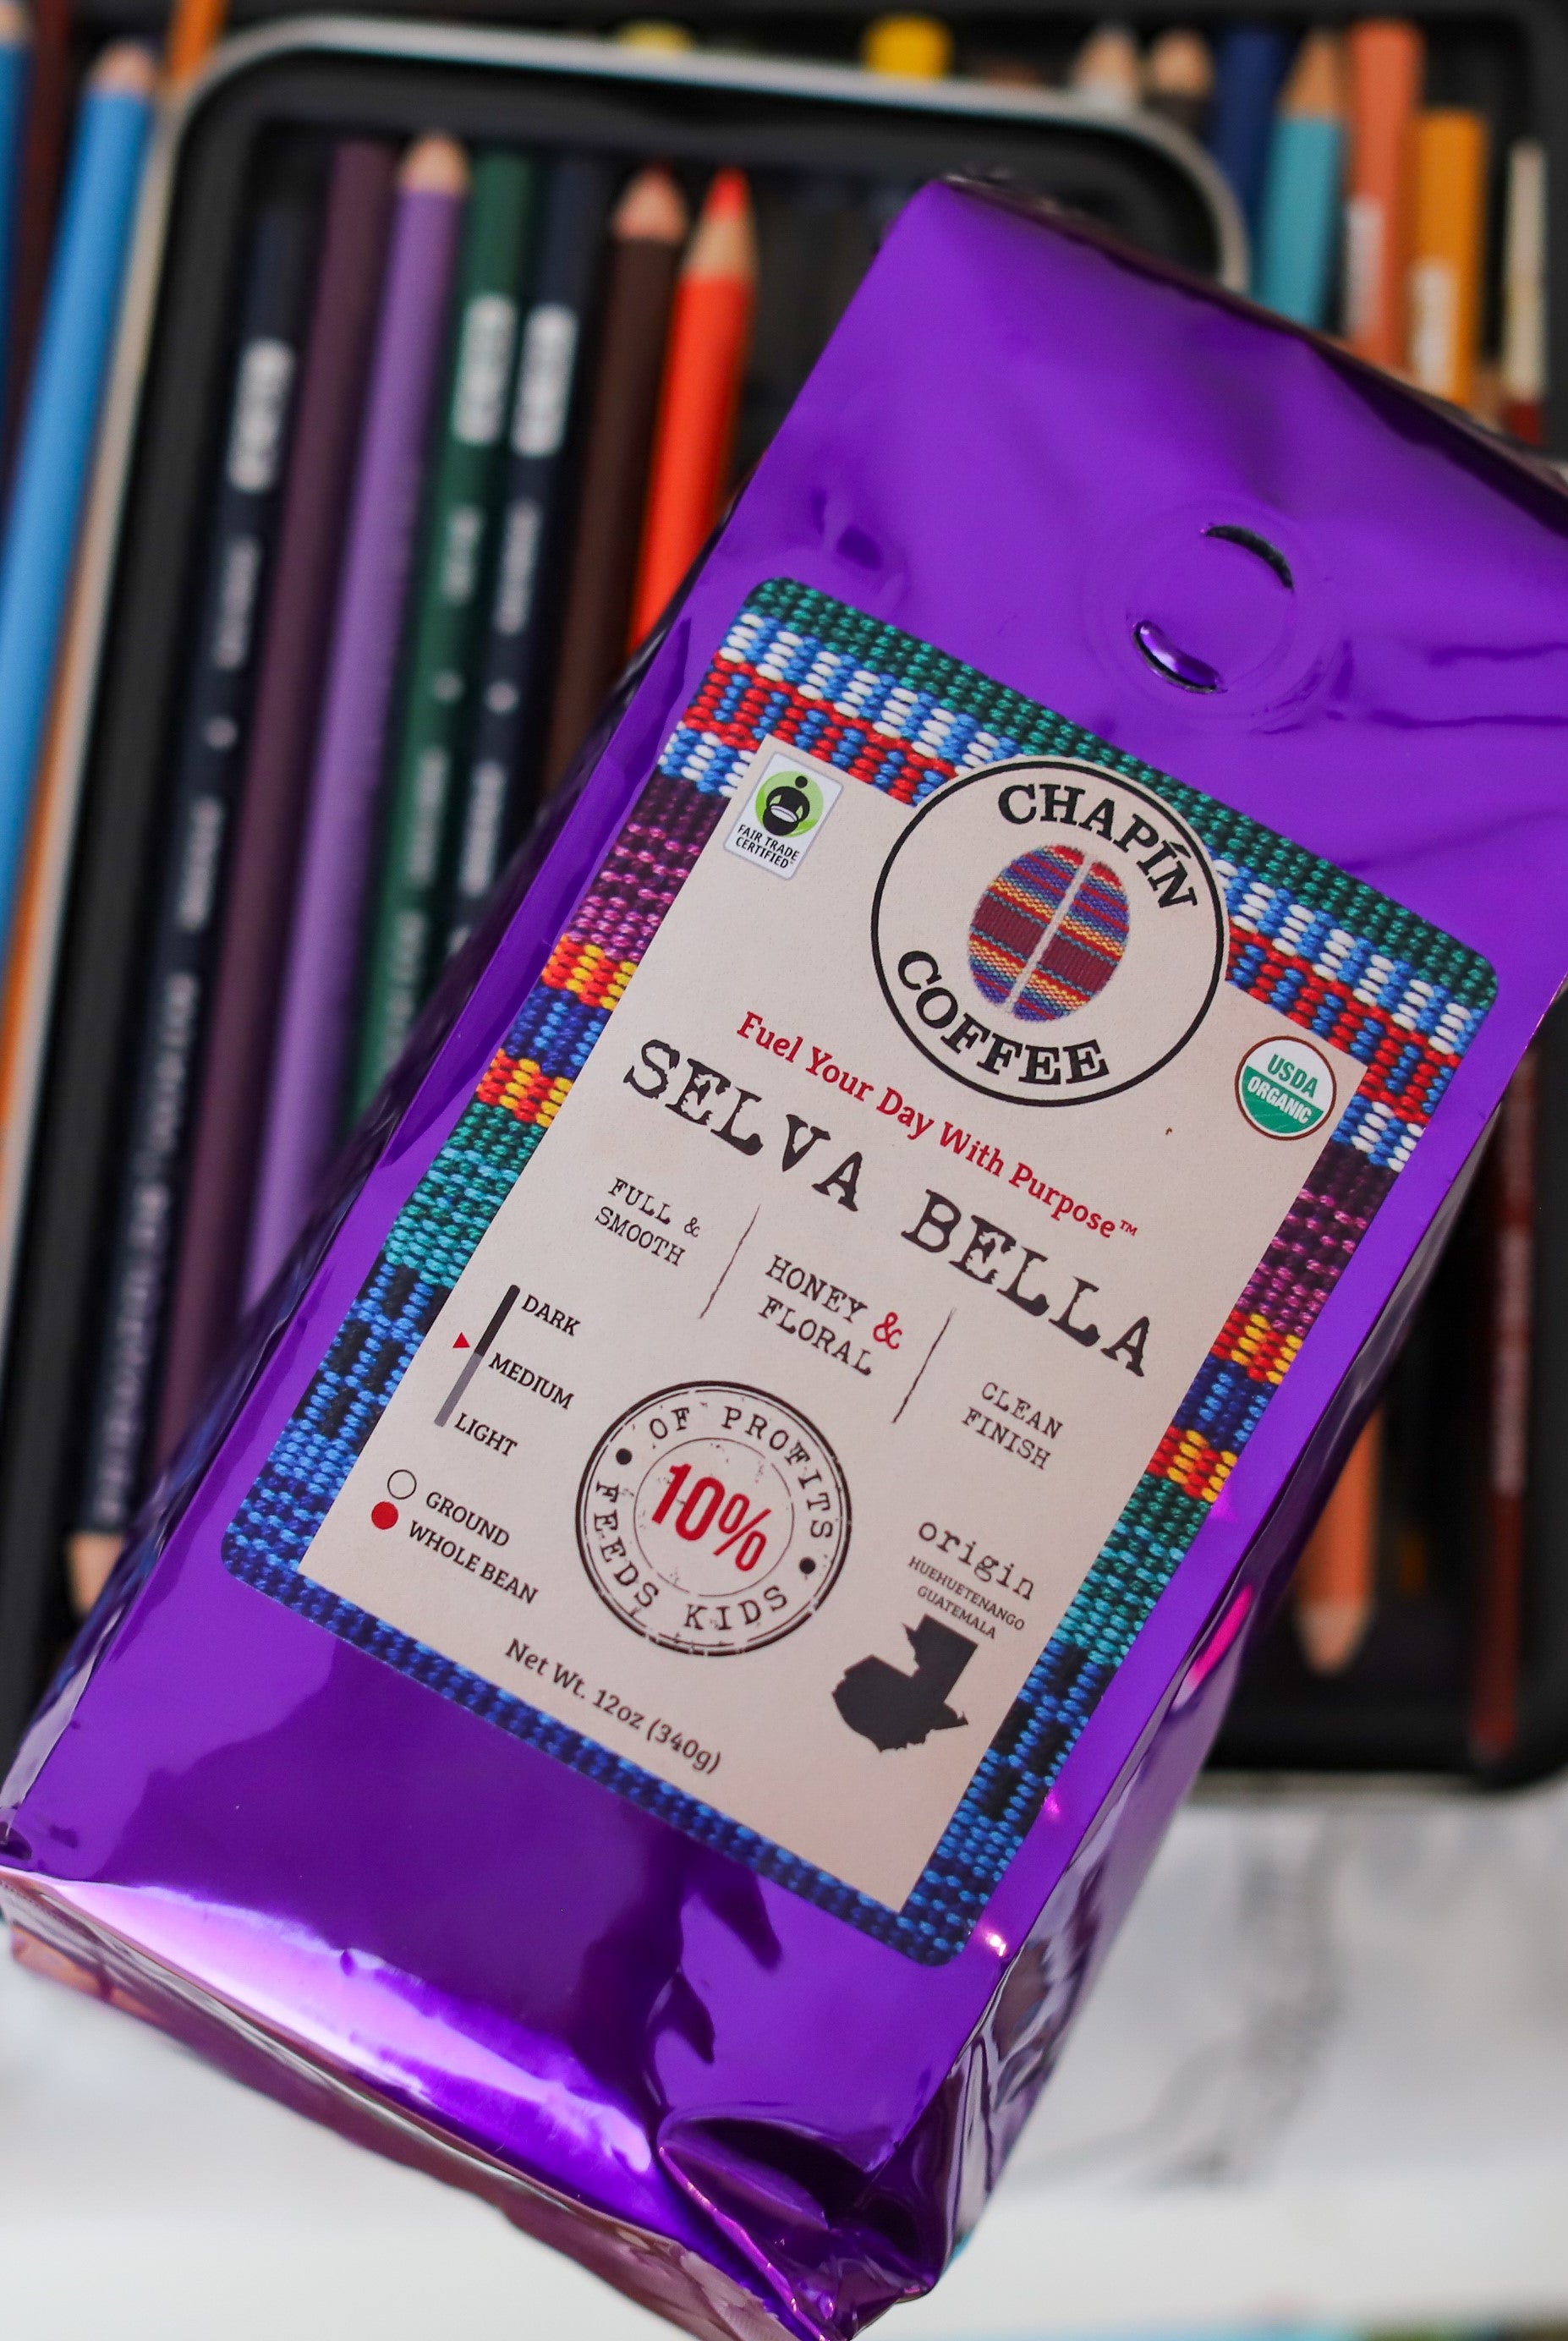 CHAPÍN
COFFEE
FAIR TRADE
CERTIFIED
USDA
ORGANIC
Fuel Your Day With Purpose™
SELVA BELLA
FULL &
SMOOTH
HONEY &
FLORAL
CLEAN
FINISH
DARK
MEDIUM
LIGHT
GROUND
WHOLE BEAN
10%
OF PROFITS
FEEDS KIDS
origin
HUEHUETENANGO
GUATEMALA
Net Wt. 12oz (340g)